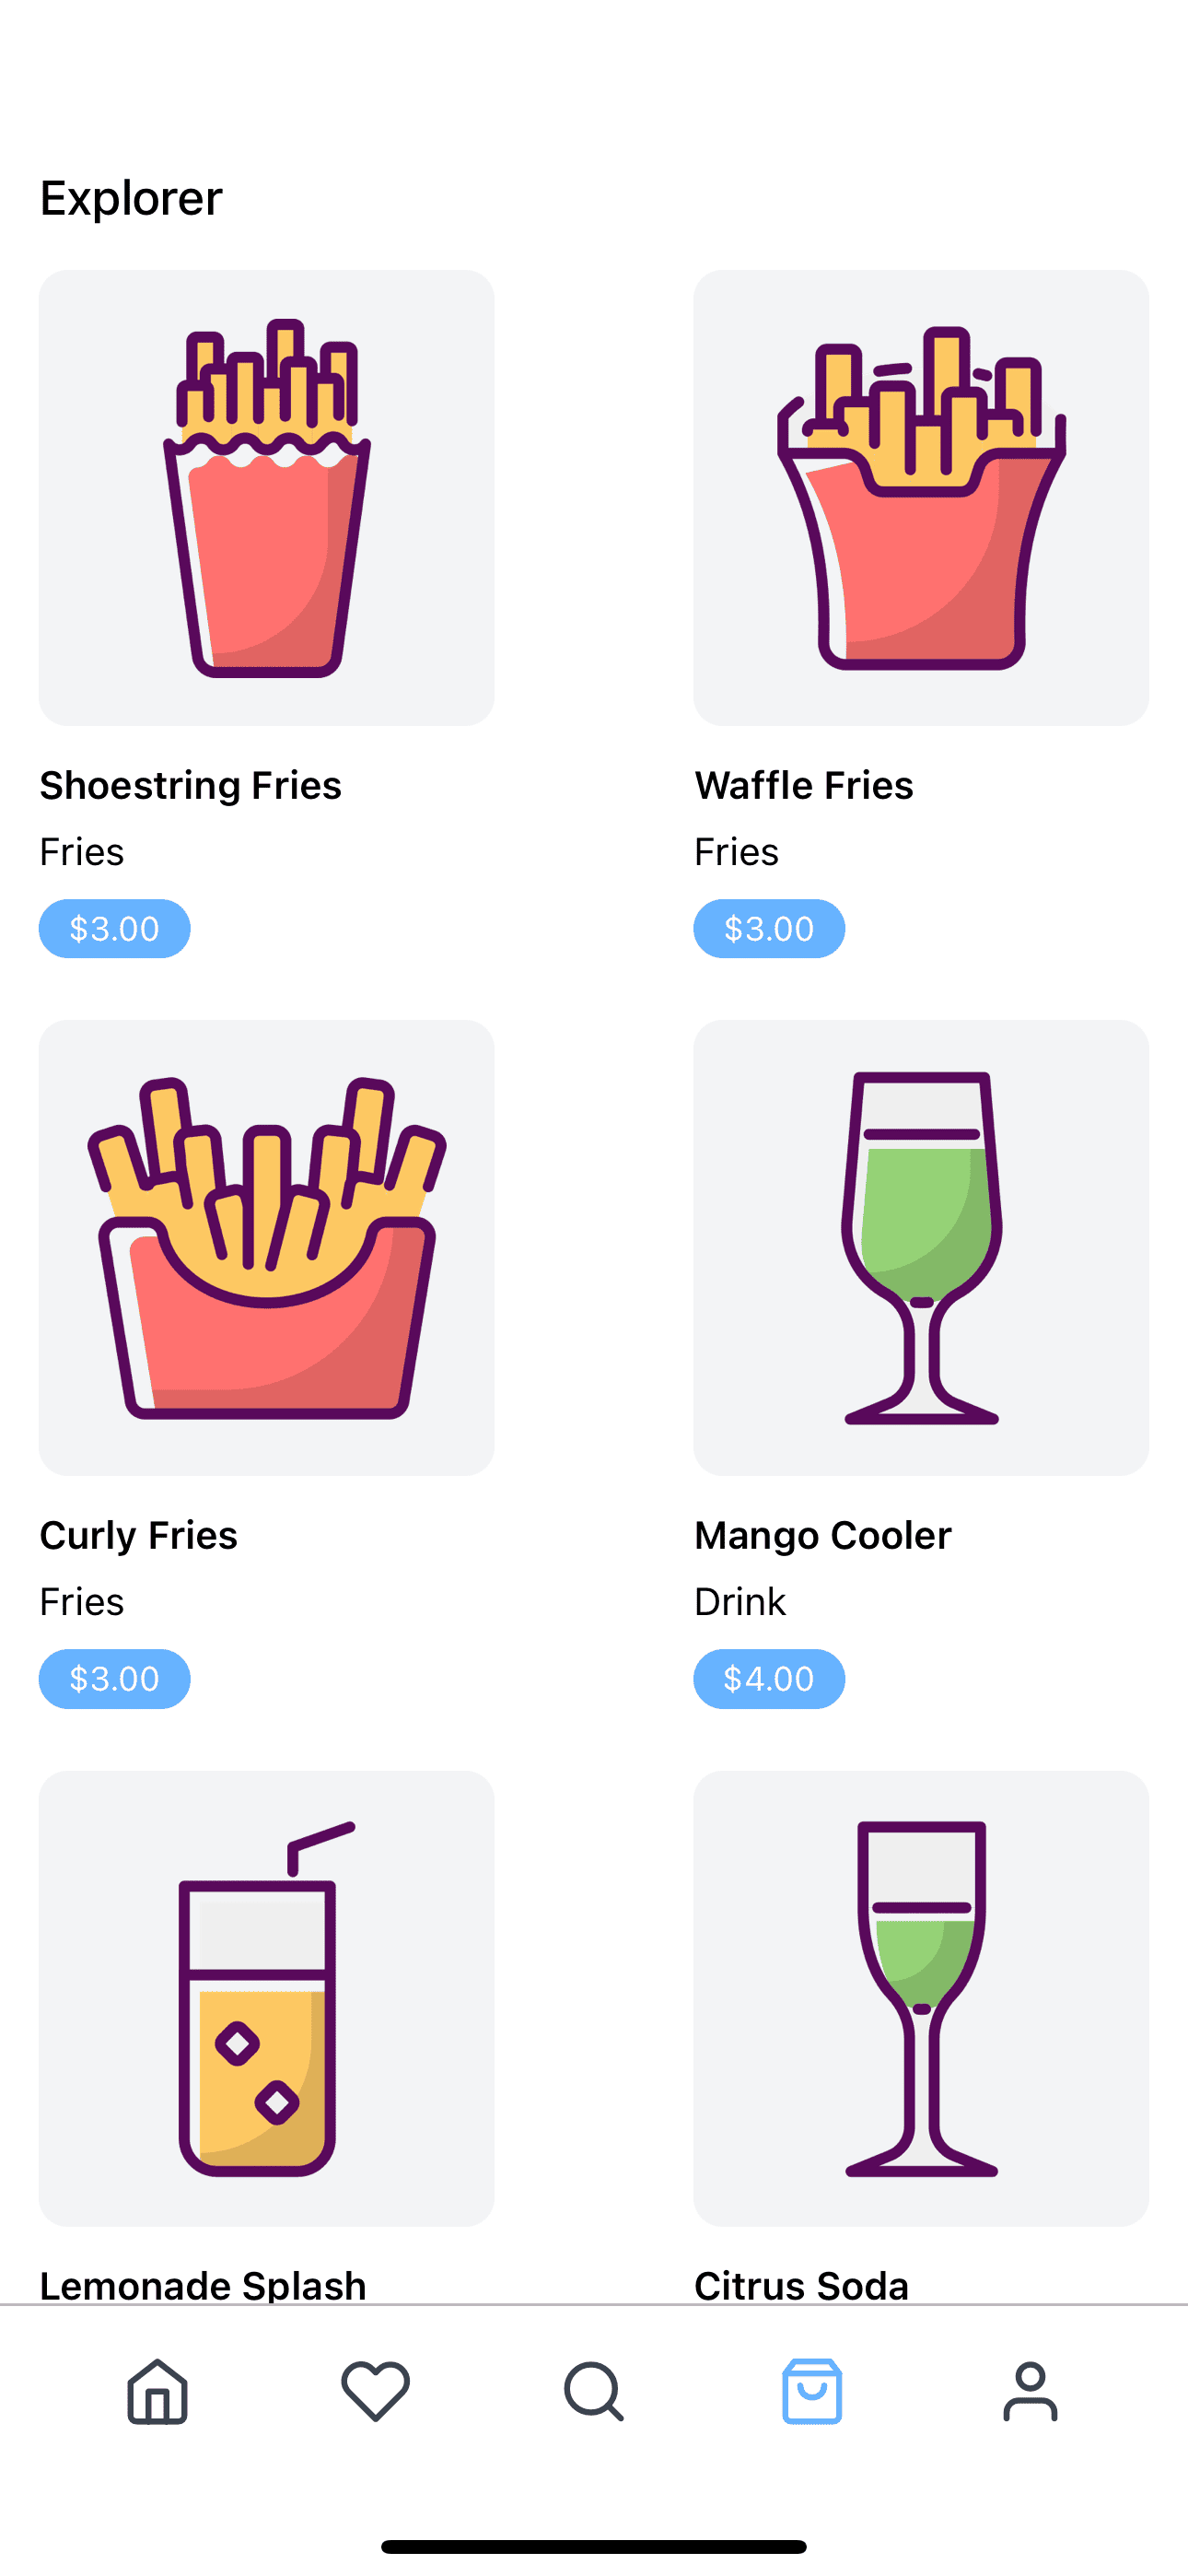 Explorer
Shoestring Fries
Waffle Fries
Fries
Fries
$3.00
$3.00
Curly Fries
Mango Cooler
Fries
Drink
$3.00
$4.00
Lemonade Splash
Citrus Soda